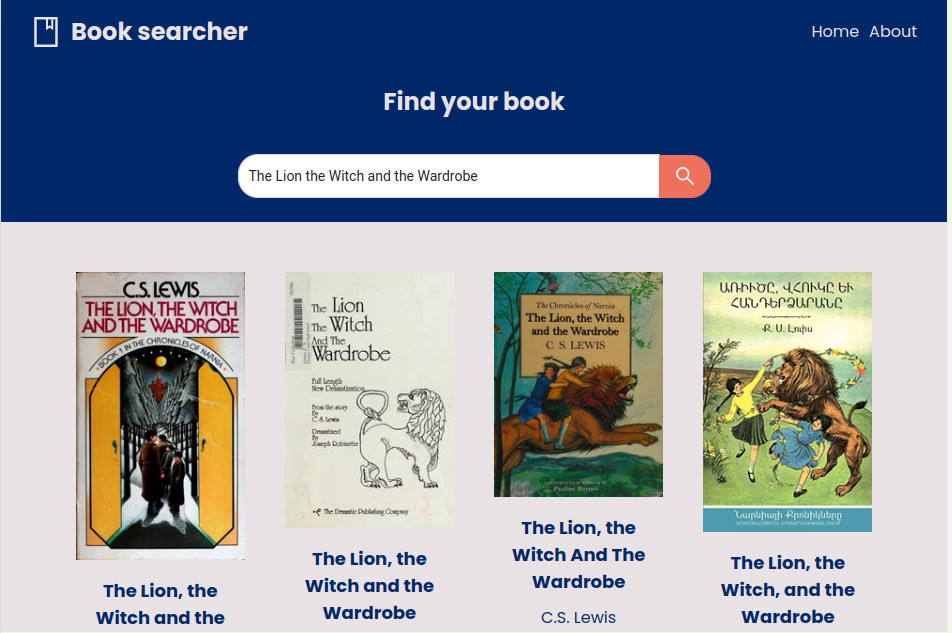 Book searcher
Home About
Find your book
The Lion the Witch and the Wardrobe
C.S. LEWIS
THE LION, THE WITCH
AND THE WARDROBE
BOOK 1 IN THE CHRONICLES OF NARNIA
The Lion
The Witch
And The
Wardrobe
Full Length
New Dramatization
From the story
By
C. S. Lewis
Dramatized
By
Joseph Robinette
The Dramatic Publishing Company
The Chronicles of Narnia
The Lion, the Witch
and the Wardrobe
C. S. LEWIS
Pauline Baynes
ԱՌԻՒԾԸ, ՎՀՈՒԿԸ ԵՒ
ՀԱՆԴԵՐՁԱՐԱՆԸ
Ք. Ս. Լուիս
Նարնիայի Քրոնիկները
The Lion, the
Witch and the
The Lion, the
Witch and the
Wardrobe
The Lion, the
Witch And The
Wardrobe
C.S. Lewis
The Lion, the
Witch, and the
Wardrobe